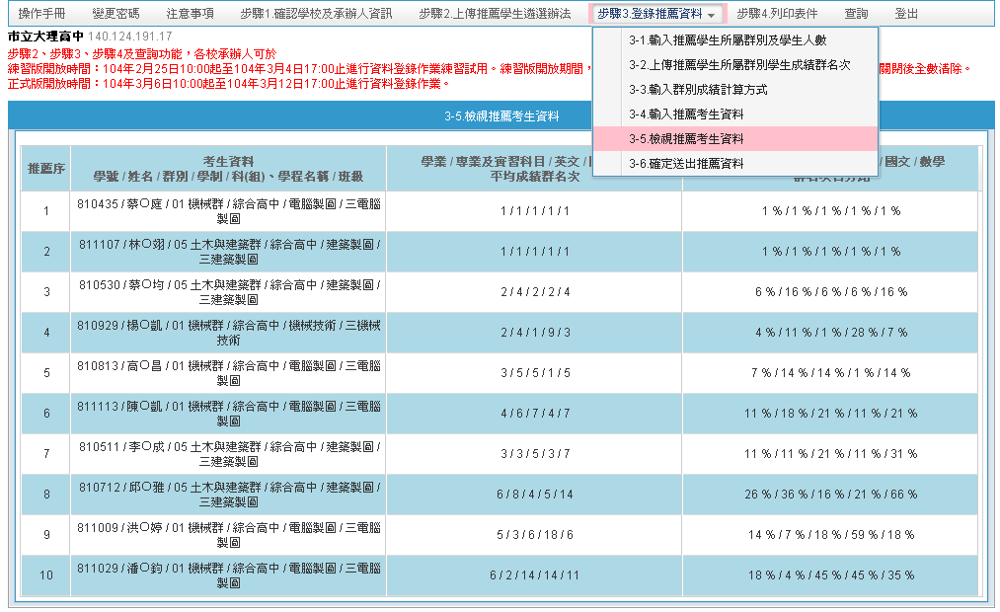 操作手冊 變更密碼 注意事項 步驟1.確認學校及承辦人資訊 步驟2.上傳推薦學生遴選辦法 步驟3.登錄推薦資料 步驟4.列印表件 查詢 登出
市立大理高中 140.124.191.17
步驟2、步驟3、步驟4及查詢功能，各校承辦人可於
練習版開放時間：104年2月25日10:00起至104年3月4日17:00止進行資料登錄作業練習試用。練習版開放期間， 關閉後全數清除。
正式版開放時間：104年3月6日10:00起至104年3月12日17:00止進行資料登錄作業。
3-1.輸入推薦學生所屬群別及學生人數
3-2.上傳推薦學生所屬群別學生成績群名次
3-3.輸入群別成績計算方式
3-4.輸入推薦考生資料
3-5.檢視推薦考生資料
3-6.確定送出推薦資料
3-5.檢視推薦考生資料
推薦序
考生資料
學號 / 姓名 / 群別 / 學制 / 科(組)、學程名稱 / 班級
學業 / 專業及實習科目 / 英文 /
平均成績群名次
/ 國文 / 數學
1
810435 / 蔡○庭 / 01 機械群 / 綜合高中 / 電腦製圖 / 三電腦
製圖
1 / 1 / 1 / 1 / 1
1 % / 1 % / 1 % / 1 % / 1 %
2
811107 / 林○翊 / 05 土木與建築群 / 綜合高中 / 建築製圖 /
三建築製圖
1 / 1 / 1 / 1 / 1
1 % / 1 % / 1 % / 1 % / 1 %
3
810530 / 蔡○均 / 05 土木與建築群 / 綜合高中 / 建築製圖 /
三建築製圖
2 / 4 / 2 / 2 / 4
6 % / 16 % / 6 % / 6 % / 16 %
4
810929 / 楊○凱 / 01 機械群 / 綜合高中 / 機械技術 / 三機械
技術
2 / 4 / 1 / 9 / 3
4 % / 11 % / 1 % / 28 % / 7 %
5
810813 / 高○昌 / 01 機械群 / 綜合高中 / 電腦製圖 / 三電腦
製圖
3 / 5 / 5 / 1 / 5
7 % / 14 % / 14 % / 1 % / 14 %
6
811113 / 陳○凱 / 01 機械群 / 綜合高中 / 電腦製圖 / 三電腦
製圖
4 / 6 / 7 / 4 / 7
11 % / 18 % / 21 % / 11 % / 21 %
7
810511 / 李○成 / 05 土木與建築群 / 綜合高中 / 建築製圖 /
三建築製圖
3 / 3 / 5 / 3 / 7
11 % / 11 % / 21 % / 11 % / 31 %
8
810712 / 邱○雅 / 05 土木與建築群 / 綜合高中 / 建築製圖 /
三建築製圖
6 / 8 / 4 / 5 / 14
26 % / 36 % / 16 % / 21 % / 66 %
9
811009 / 洪○婷 / 01 機械群 / 綜合高中 / 電腦製圖 / 三電腦
製圖
5 / 3 / 6 / 18 / 6
14 % / 7 % / 18 % / 59 % / 18 %
10
811029 / 潘○鈞 / 01 機械群 / 綜合高中 / 電腦製圖 / 三電腦
製圖
6 / 2 / 14 / 14 / 11
18 % / 4 % / 45 % / 45 % / 35 %